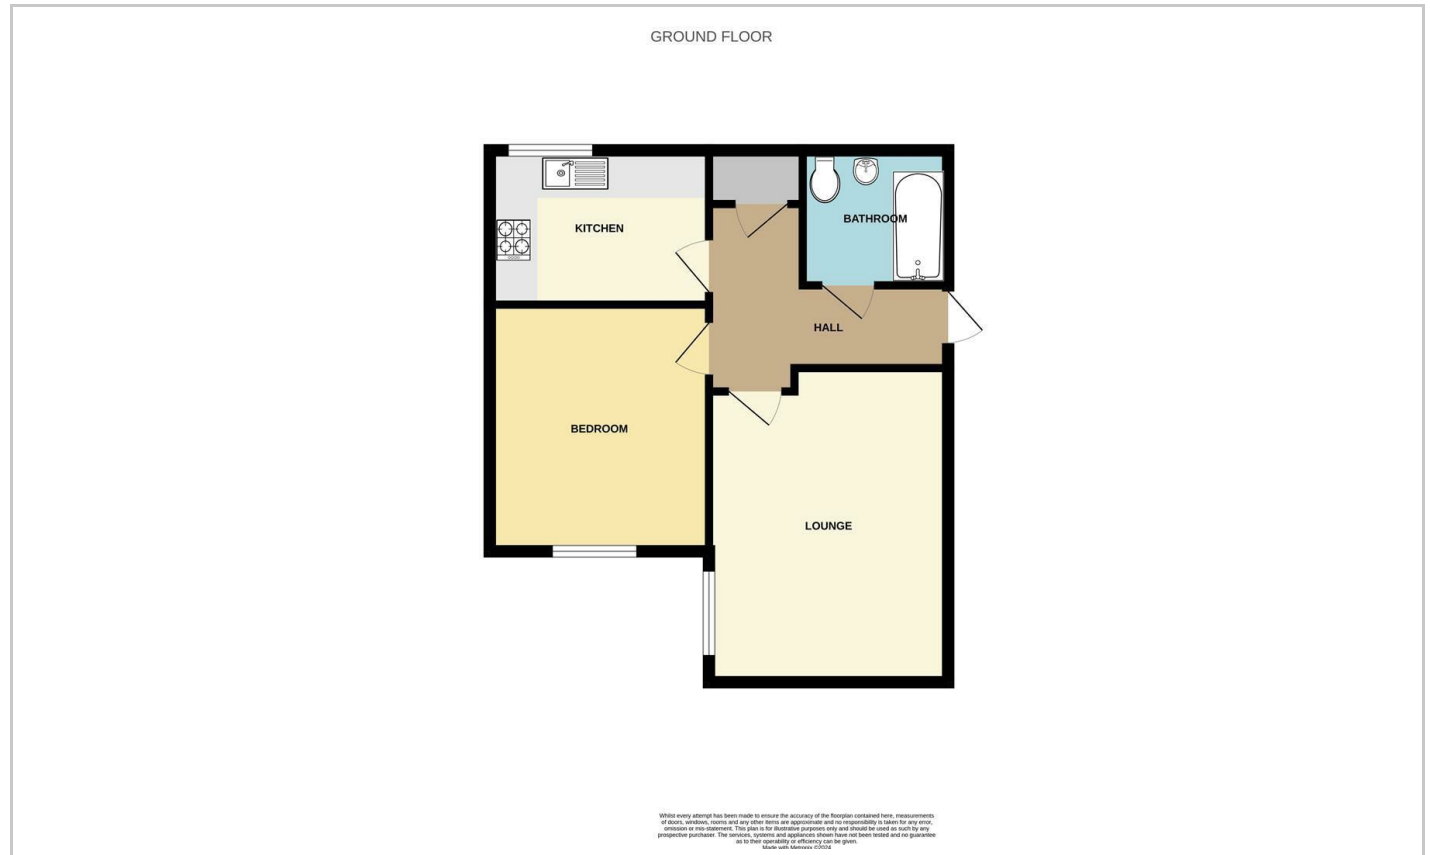 GROUND FLOOR
KITCHEN
BATHROOM
HALL
BEDROOM
LOUNGE
Whilst every attempt has been made to ensure the accuracy of the floorplan contained here, measurements
of doors, windows, rooms and any other items are approximate and no responsibility is taken for any error,
omission or mis-statement. This plan is for illustrative purposes only and should be used as such by any
prospective purchaser. The services, systems and appliances shown have not been tested and no guarantee
as to their operability or efficiency can be given.
Made with Metropix ©2024